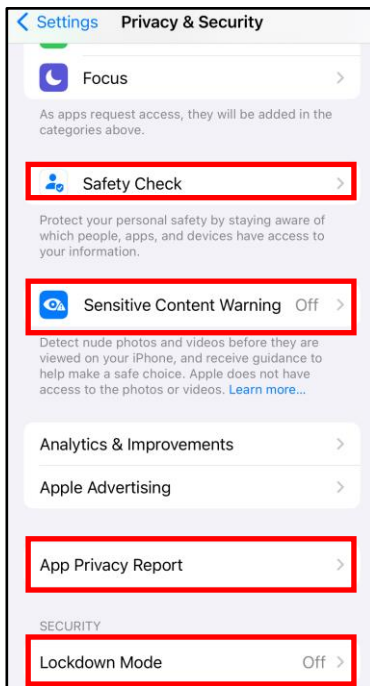 Settings Privacy & Security
Focus
As apps request access, they will be added in the
categories above.
Safety Check
Protect your personal safety by staying aware of
which people, apps, and devices have access to
your information.
Sensitive Content Warning Off
Detect nude photos and videos before they are
viewed on your iPhone, and receive guidance to
help make a safe choice. Apple does not have
access to the photos or videos. Learn more...
Analytics & Improvements
Apple Advertising
App Privacy Report
SECURITY
Lockdown Mode Off